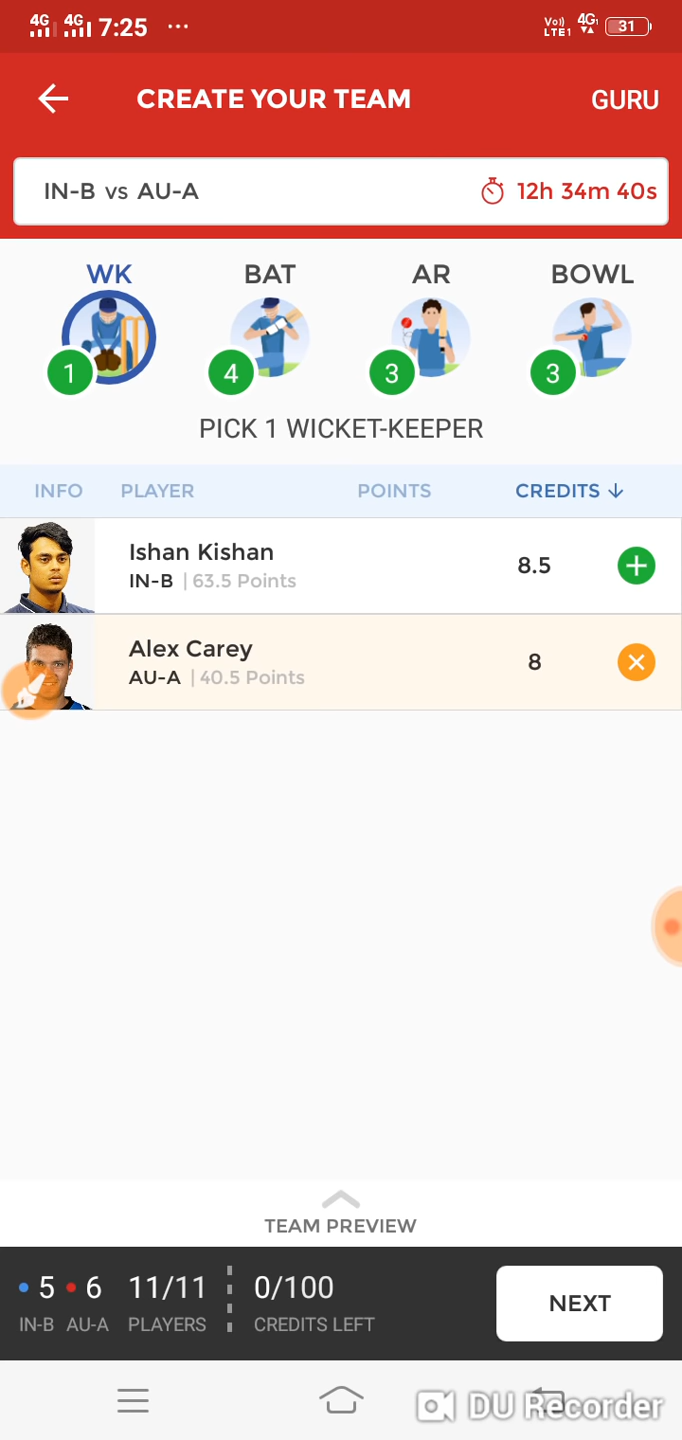 4G 4G 7:25 ... Vo)) LTE1 4G 31
CREATE YOUR TEAM GURU
IN-B vs AU-A 12h 34m 40s
WK BAT AR BOWL
1 4 3 3
PICK 1 WICKET-KEEPER
INFO PLAYER POINTS CREDITS ↓
Ishan Kishan
IN-B | 63.5 Points 8.5
Alex Carey
AU-A | 40.5 Points 8
TEAM PREVIEW
5 6 11/11 0/100
IN-B AU-A PLAYERS CREDITS LEFT
NEXT
DU Recorder